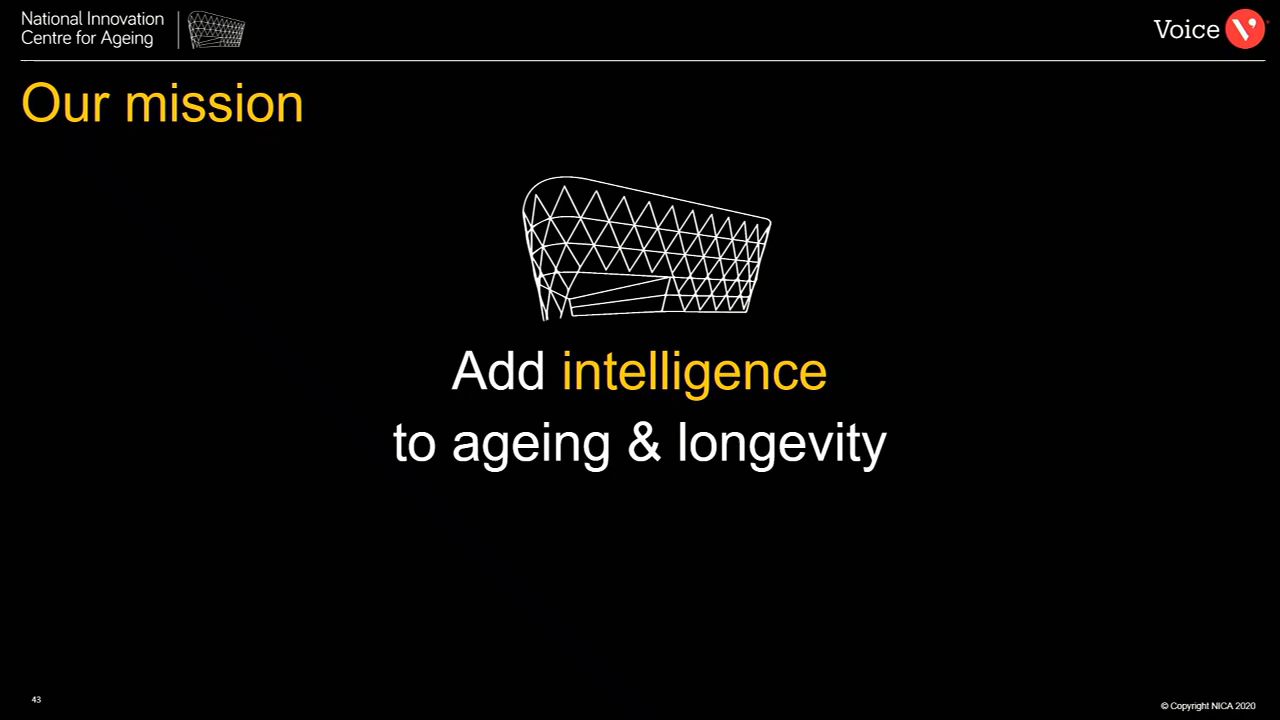 National Innovation
Centre for Ageing
Voice
Our mission
Add intelligence
to ageing & longevity
43
© Copyright NICA 2020